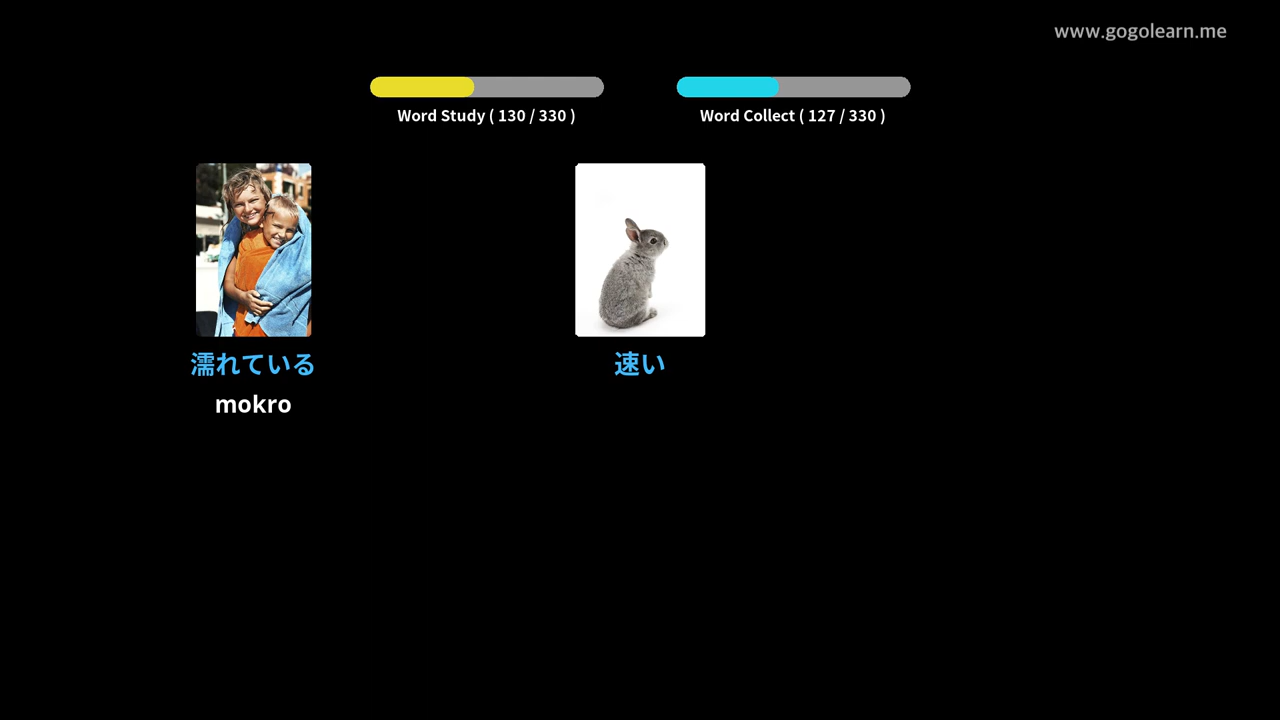 www.gogolearn.me
Word Study ( 130 / 330 )
Word Collect ( 127 / 330 )
濡れている
速い
mokro